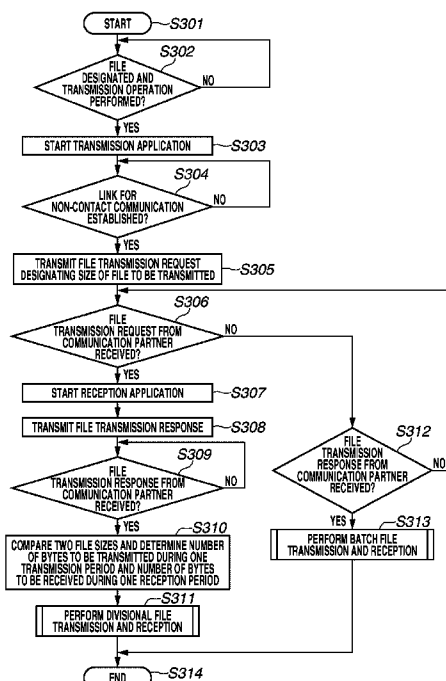 START
S301
S302
FILE
DESIGNATED AND
TRANSMISSION OPERATION
PERFORMED?
NO
YES
START TRANSMISSION APPLICATION
S303
S304
LINK FOR
NON-CONTACT COMMUNICATION
ESTABLISHED?
NO
YES
TRANSMIT FILE TRANSMISSION REQUEST
DESIGNATING SIZE OF FILE TO BE TRANSMITTED
S305
S306
FILE
TRANSMISSION REQUEST FROM
COMMUNICATION PARTNER
RECEIVED?
NO
YES
START RECEPTION APPLICATION
S307
TRANSMIT FILE TRANSMISSION RESPONSE
S308
S309
FILE
TRANSMISSION RESPONSE FROM
COMMUNICATION PARTNER
RECEIVED?
NO
YES
S312
FILE
TRANSMISSION
RESPONSE FROM
COMMUNICATION PARTNER
RECEIVED?
NO
YES
S310
COMPARE TWO FILE SIZES AND DETERMINE NUMBER
OF BYTES TO BE TRANSMITTED DURING ONE
TRANSMISSION PERIOD AND NUMBER OF BYTES
TO BE RECEIVED DURING ONE RECEPTION PERIOD
S313
PERFORM BATCH FILE
TRANSMISSION AND RECEPTION
S311
PERFORM DIVISIONAL FILE
TRANSMISSION AND RECEPTION
END
S314